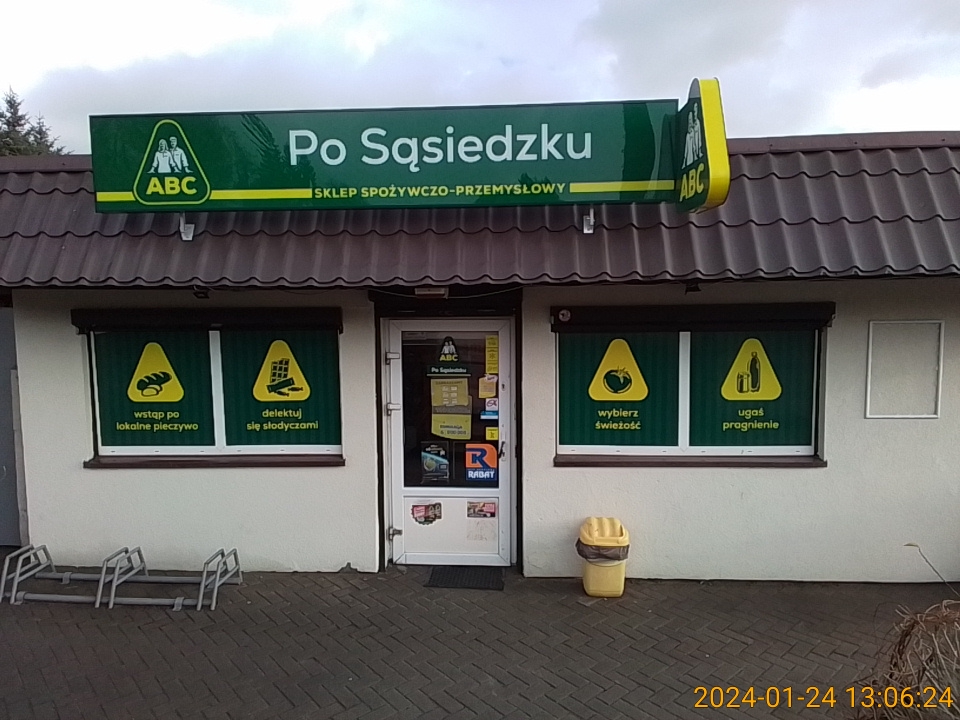 Po Sąsiedzku
ABC
SKLEP SPOŻYWCZO-PRZEMYSŁOWY
ABC
wstąp po
lokalne pieczywo
delektuj
się słodyczami
ABC
Po Sąsiedzku
RABAT
wybierz
świeżość
ugaś
pragnienie
2024-01-24 13:06:24